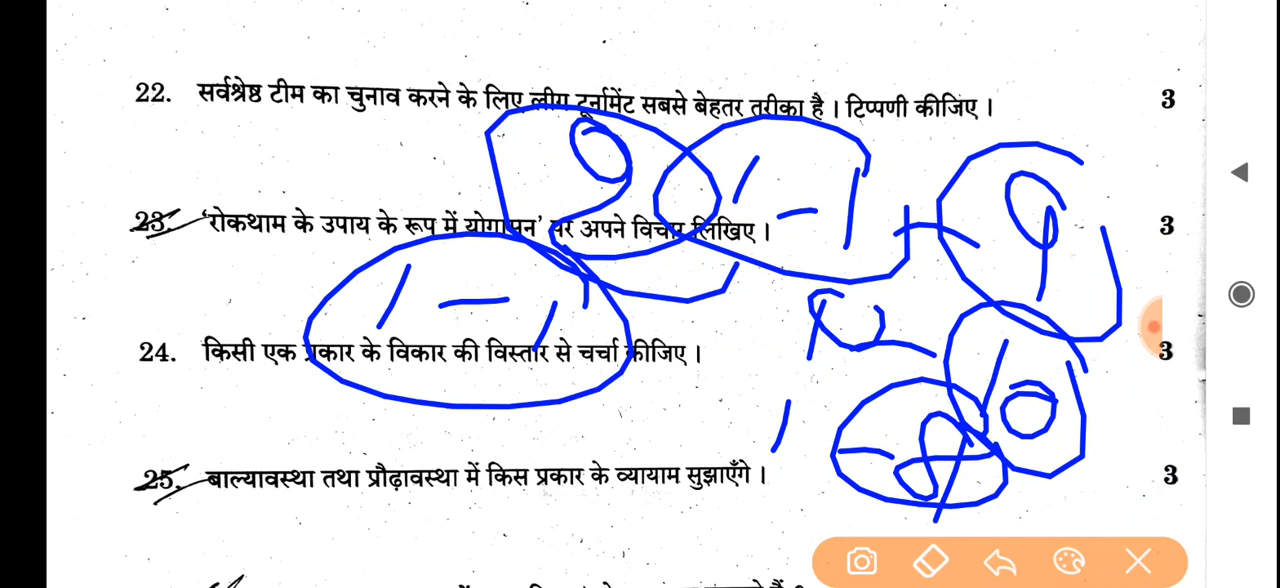 22. सर्वश्रेष्ठ टीम का चुनाव करने के लिए लीग टूर्नामेंट सबसे बेहतर तरीका है । टिप्पणी कीजिए । 3
23. 'रोकथाम के उपाय के रूप में योगासन' पर अपने विचार लिखिए । 3
24. किसी एक प्रकार के विकार की विस्तार से चर्चा कीजिए । 3
25. बाल्यावस्था तथा प्रौढ़ावस्था में किस प्रकार के व्यायाम सुझाएँगे । 3